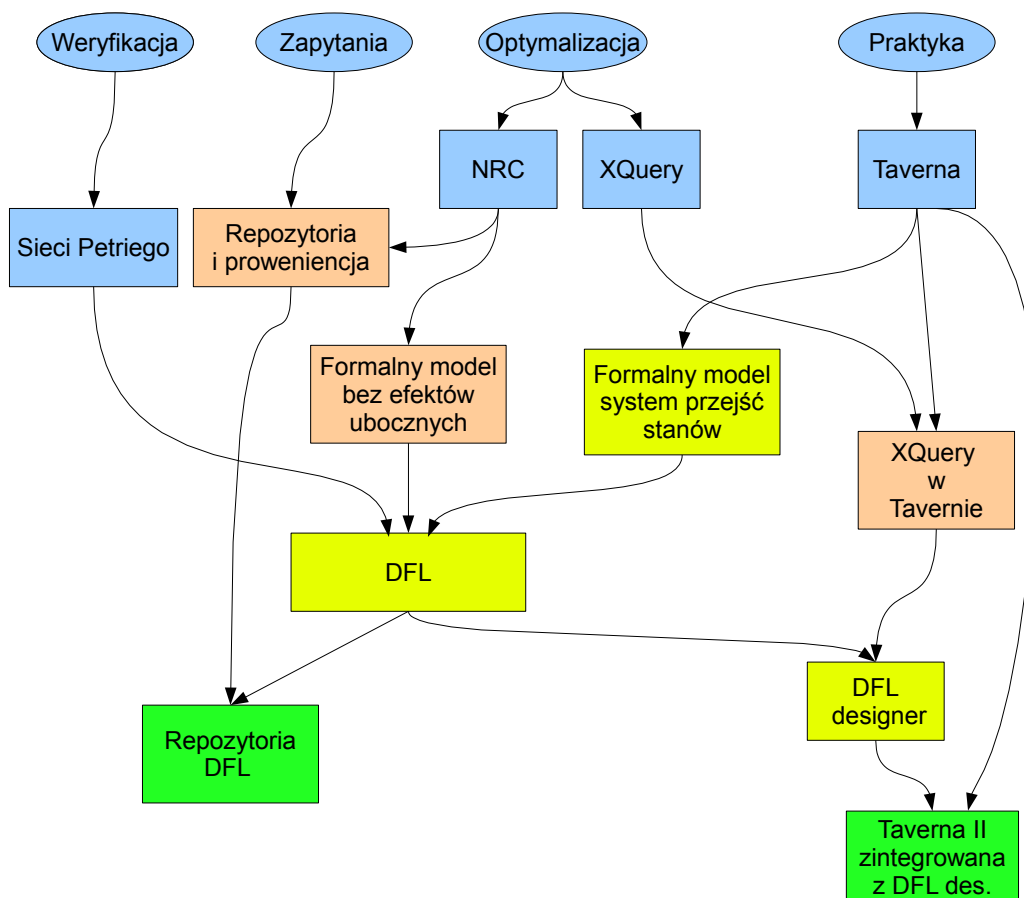 Weryfikacja
Zapytania
Optymalizacja
Praktyka
NRC
XQuery
Taverna
Sieci Petriego
Repozytoria
i proweniencja
Formalny model
bez efektów
ubocznych
Formalny model
system przejść
stanów
XQuery
w
Tavernie
DFL
DFL
designer
Repozytoria
DFL
Taverna II
zintegrowana
z DFL des.